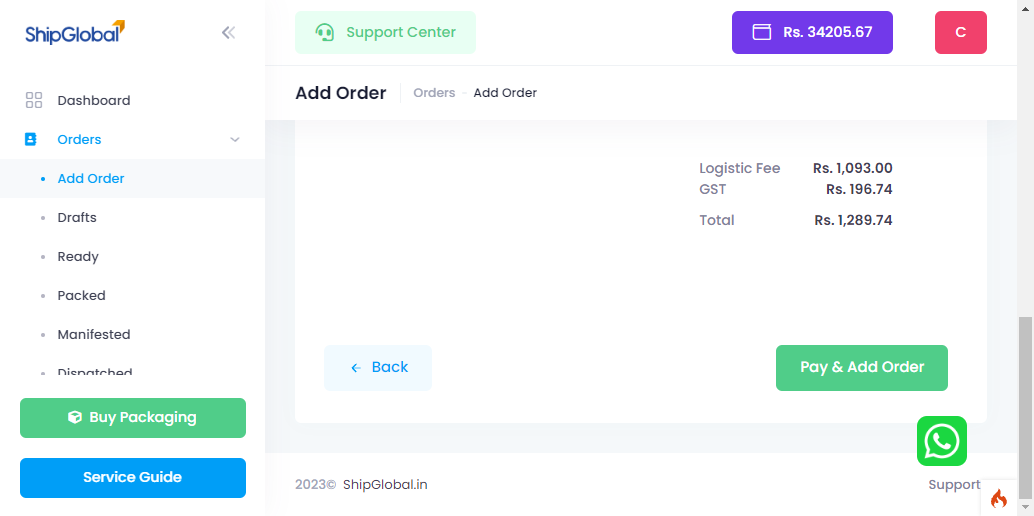 ShipGlobal
Support Center
Rs. 34205.67
C
Add Order
Orders - Add Order
Dashboard
Orders
Add Order
Drafts
Ready
Packed
Manifested
Dispatched
Buy Packaging
Service Guide
Logistic Fee Rs. 1,093.00
GST Rs. 196.74
Total Rs. 1,289.74
Back
Pay & Add Order
2023© ShipGlobal.in
Support